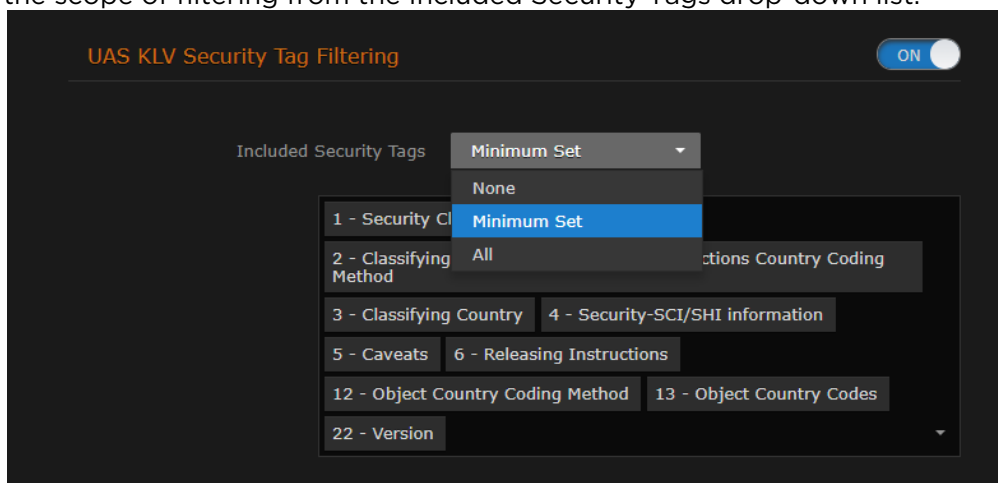 the scope of filtering from the Included Security Tags drop-down list.
UAS KLV Security Tag Filtering ON
Included Security Tags Minimum Set
None
1 - Security Minimum Set
2 - Classifying All Country Coding
Method
3 - Classifying Country 4 - Security-SCI/SHI information
5 - Caveats 6 - Releasing Instructions
12 - Object Country Coding Method 13 - Object Country Codes
22 - Version